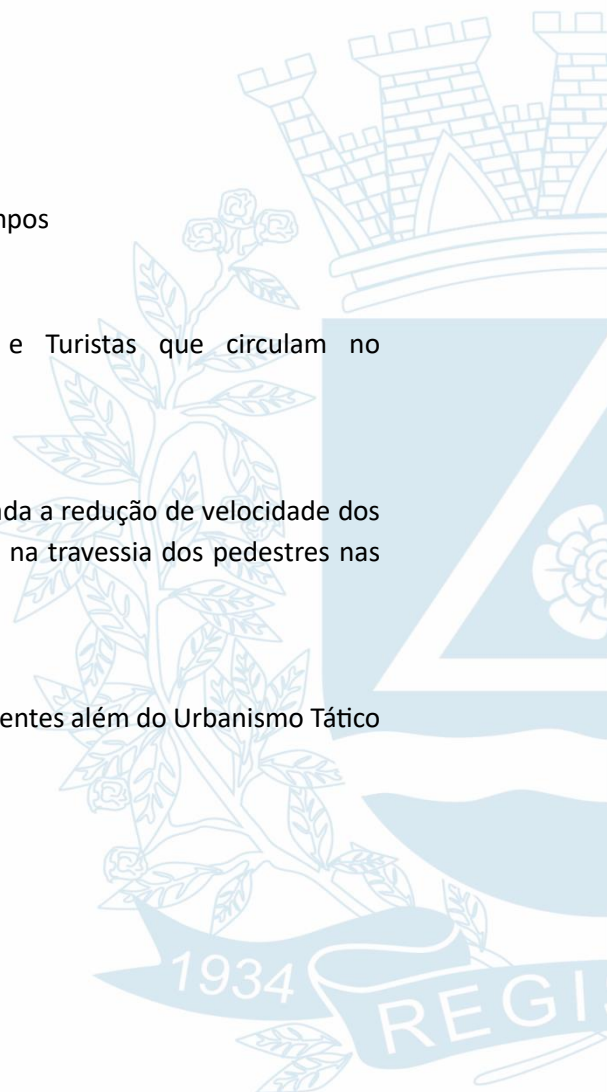 mpos
e Turistas que circulam no
da a redução de velocidade dos
na travessia dos pedestres nas
entes além do Urbanismo Tático
1934
REGI